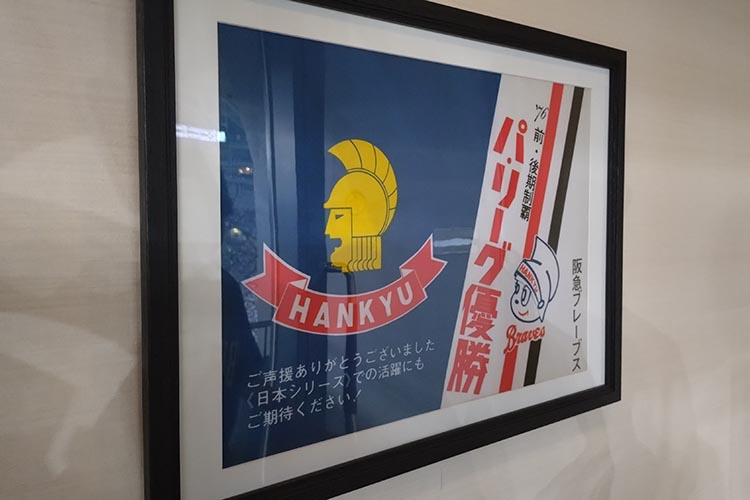 '76
前・後期制覇
パ・リーグ優勝
HANKYU
Braves
阪急ブレーブス
HANKYU
ご声援ありがとうございました
〈日本シリーズ〉での活躍にも
ご期待ください!